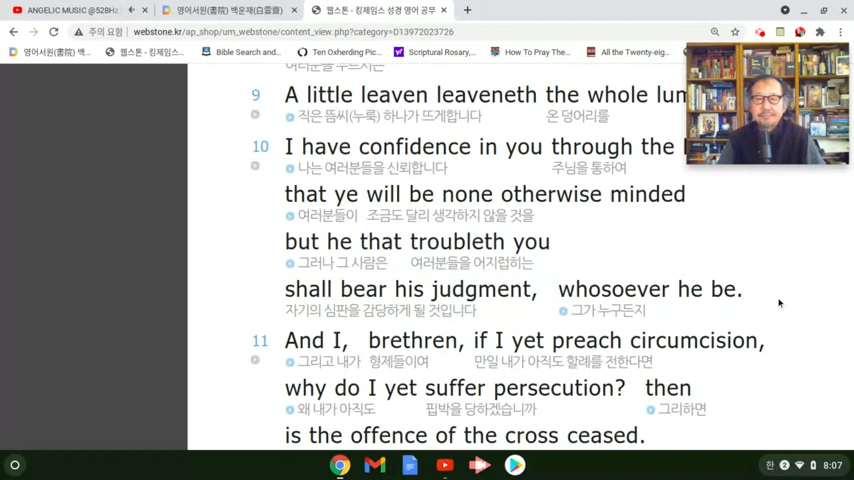 ANGELIC MUSIC @528Hz
영어서원(書院) 백운재(白雲齋)
웹스톤 - 킹제임스 성경 영어 공부
주의 요함
webstone.kr/ap_shop/um_webstone/content_view.php?category=D13972023726
영어서원(書院) 백...
웹스톤 - 킹제임스...
Bible Search and...
Ten Oxherding Pic...
Scriptural Rosary,...
How To Pray The...
All the Twenty-eig...
여러분을 부르시는
9 A little leaven leaveneth the whole
적은 뜸씨(누룩) 하나가 뜨게합니다 온 덩어리를
10 I have confidence in you through the
나는 여러분들을 신뢰합니다 주님을 통하여
that ye will be none otherwise minded
여러분들이 조금도 달리 생각하지 않을 것을
but he that troubleth you
그러나 그 사람은 여러분들을 어지럽히는
shall bear his judgment, whosoever he be.
자기의 심판을 감당하게 될 것입니다 그가 누구든지
11 And I, brethren, if I yet preach circumcision,
그리고 내가 형제들이여 만일 내가 아직도 할례를 전한다면
why do I yet suffer persecution? then
왜 내가 아직도 핍박을 당하겠습니까 그리하면
is the offence of the cross ceased.
한 2 8:07